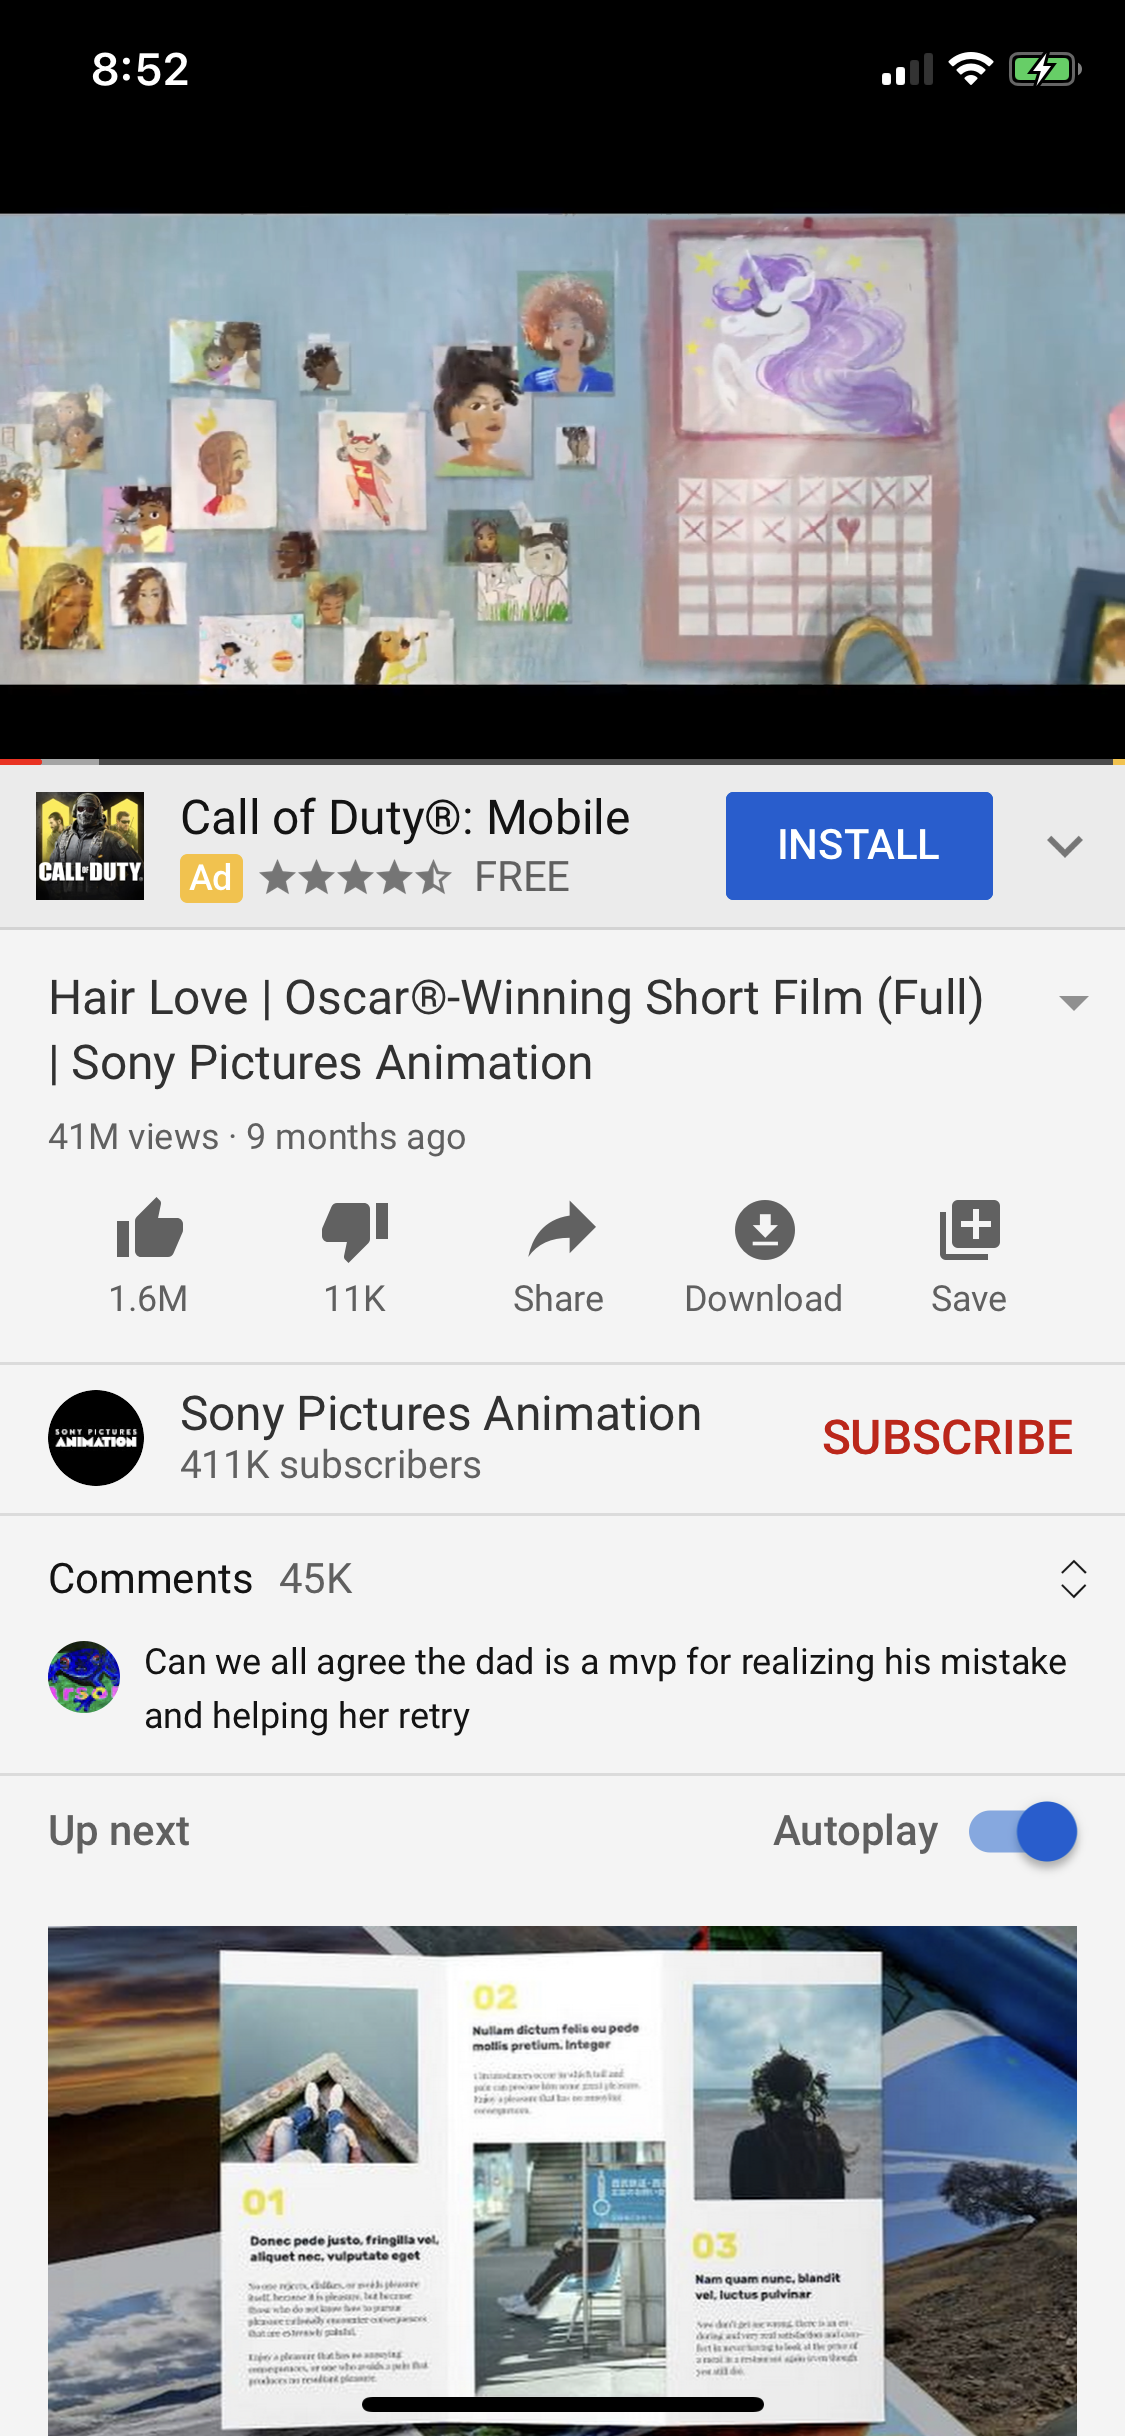 8:52
CALL OF DUTY
Call of Duty®: Mobile
Ad
FREE
INSTALL
Hair Love | Oscar®-Winning Short Film (Full)
| Sony Pictures Animation
41M views · 9 months ago
1.6M
11K
Share
Download
Save
SONY PICTURES
ANIMATION
Sony Pictures Animation
411K subscribers
SUBSCRIBE
Comments 45K
Can we all agree the dad is a mvp for realizing his mistake
and helping her retry
Up next
Autoplay
02
Nullam dictum felis eu pede
mollis pretium. Integer
01
Donec pede justo, fringilla vel,
aliquet nec, vulputate eget
03
Nam quam nunc, blandit
vel, luctus pulvinar